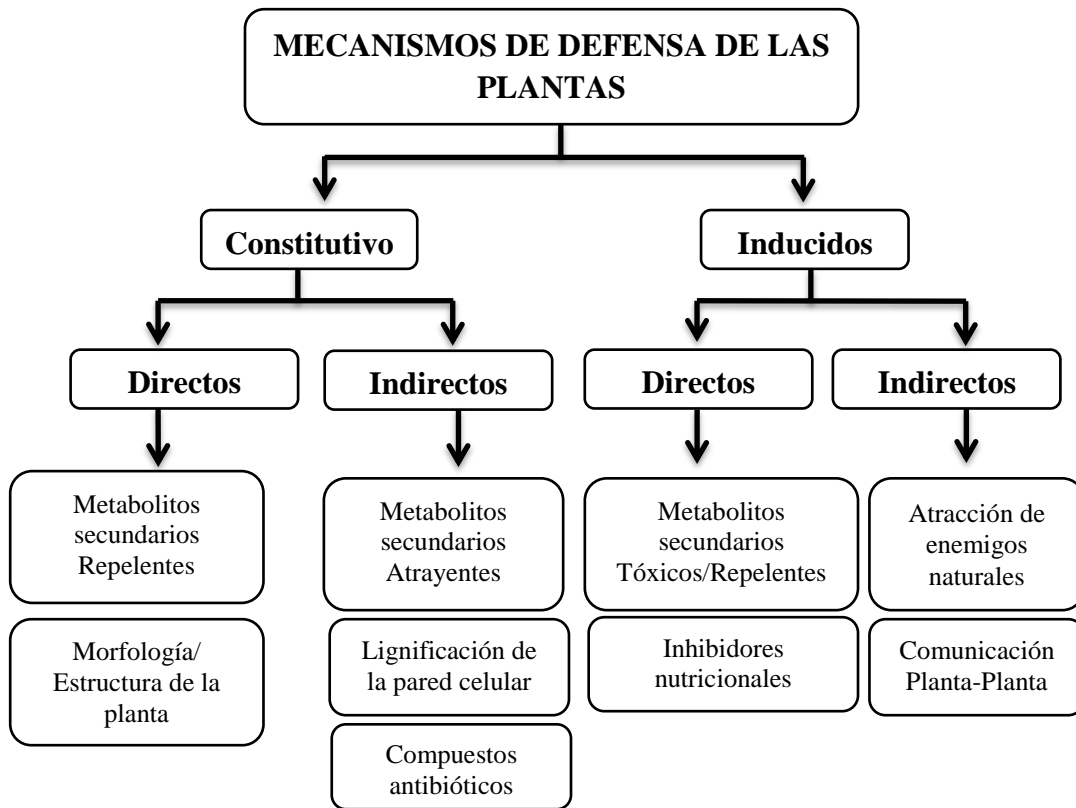 MECANISMOS DE DEFENSA DE LAS
PLANTAS
Constitutivo
Inducidos
Directos
Indirectos
Directos
Indirectos
Metabolitos
secundarios
Repelentes
Morfología/
Estructura de la
planta
Metabolitos
secundarios
Atrayentes
Lignificación de
la pared celular
Compuestos
antibióticos
Metabolitos
secundarios
Tóxicos/Repelentes
Inhibidores
nutricionales
Atracción de
enemigos
naturales
Comunicación
Planta-Planta